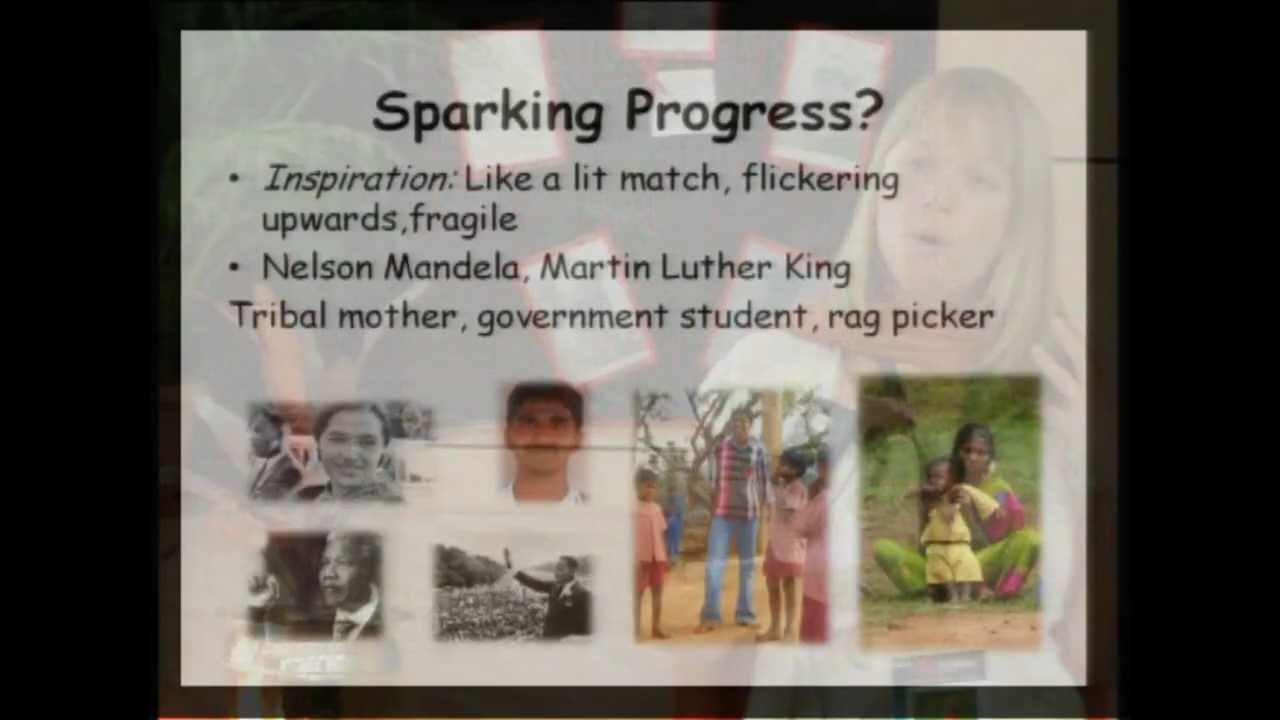 Sparking Progress?
• Inspiration: Like a lit match, flickering
upwards,fragile
• Nelson Mandela, Martin Luther King
Tribal mother, government student, rag picker